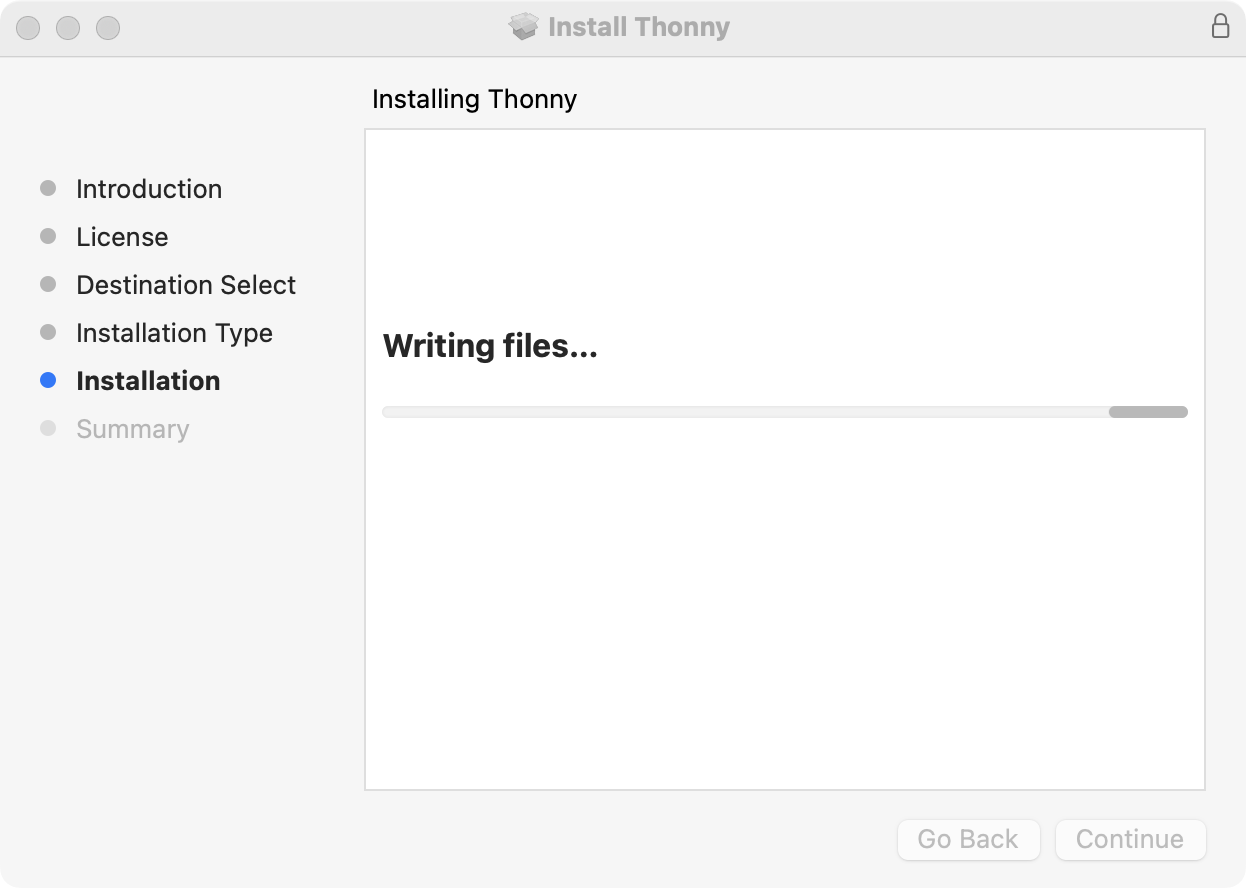 Install Thonny
Installing Thonny
Introduction
License
Destination Select
Installation Type
Installation
Summary
Writing files...
Go Back
Continue